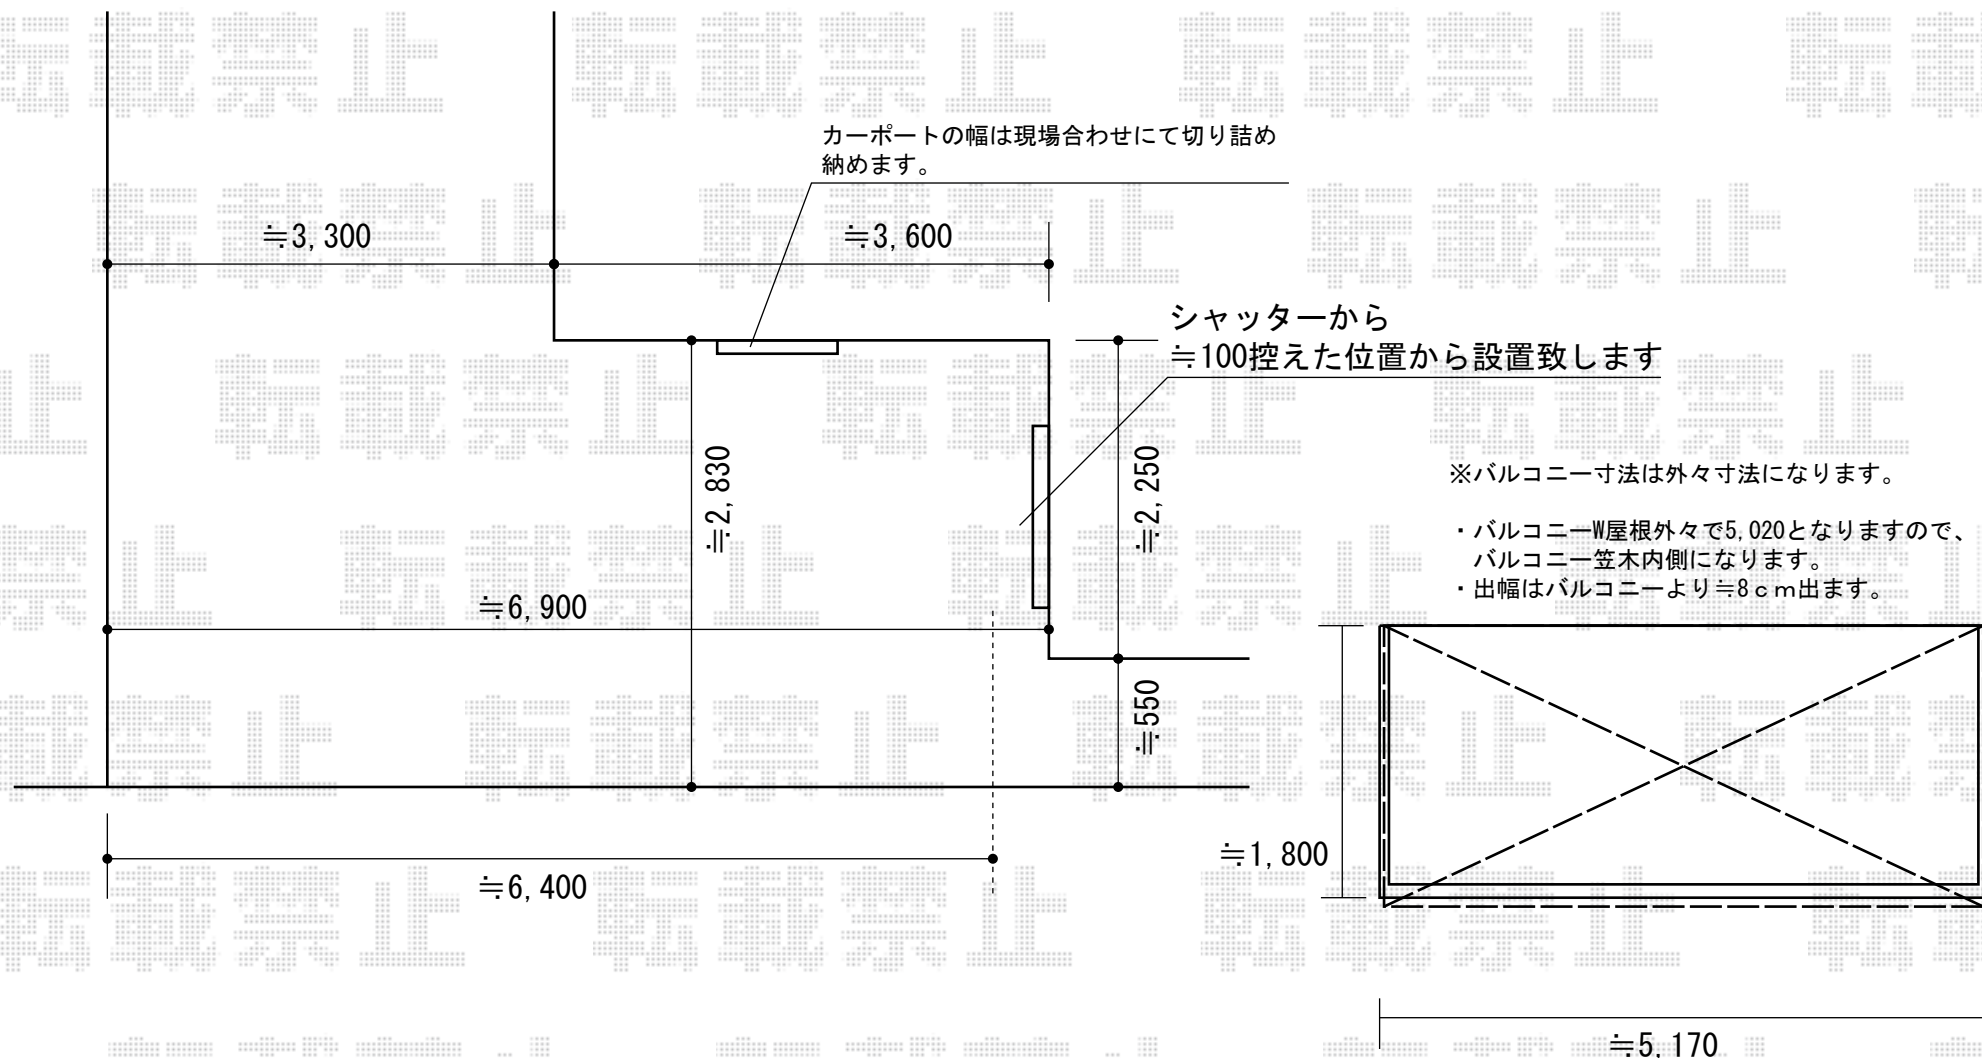 転載禁止
カーポートの幅は現場合わせにて切り詰め
納めます。
≒3,300
≒3,600
シャッターから
≒100控えた位置から設置致します
≒2,830
≒2,250
※バルコニー寸法は外々寸法になります。
・バルコニーW屋根外々で5,020となりますので、
バルコニー笠木内側になります。
・出幅はバルコニーより≒8cm出ます。
≒6,900
≒550
≒1,800
≒6,400
≒5,170